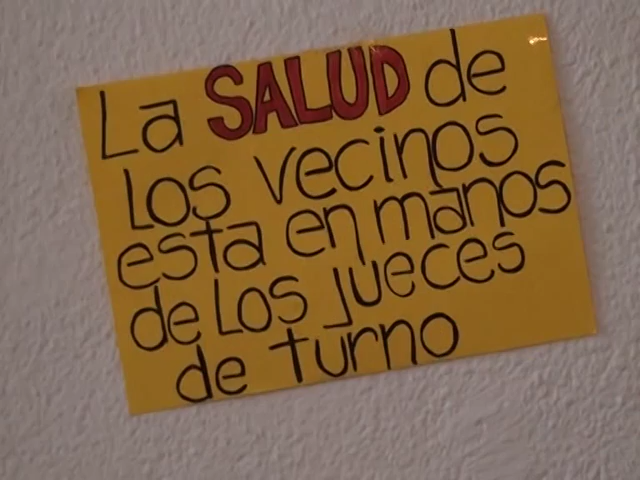 La SALUD de
Los vecinos
esta en manos
de Los jueces
de turno